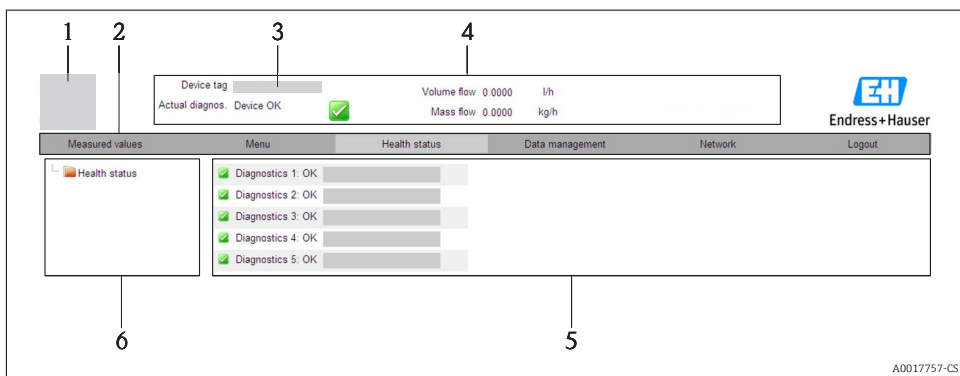 1 2 3 4
Device tag
Actual diagnos. Device OK
Volume flow 0.0000 l/h
Mass flow 0.0000 kg/h
EH
Endress+Hauser
Measured values Menu Health status Data management Network Logout
Health status
Diagnostics 1: OK
Diagnostics 2: OK
Diagnostics 3: OK
Diagnostics 4: OK
Diagnostics 5: OK
6 5
A0017757-CS